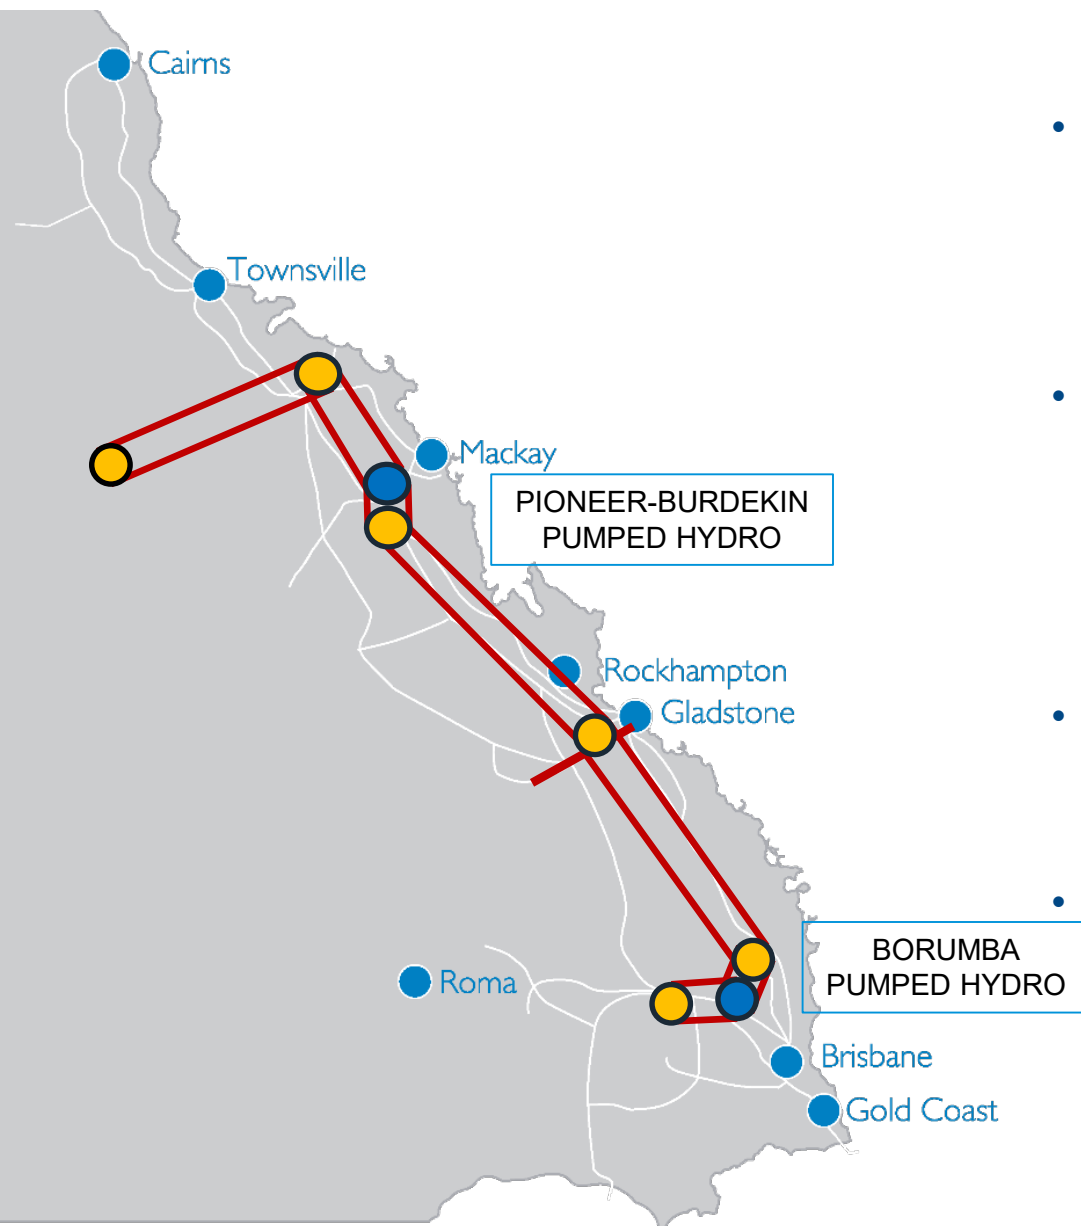 Cairns
Townsville
Mackay
PIONEER-BURDEKIN
PUMPED HYDRO
Rockhampton
Gladstone
BORUMBA
PUMPED HYDRO
Roma
Brisbane
Gold Coast